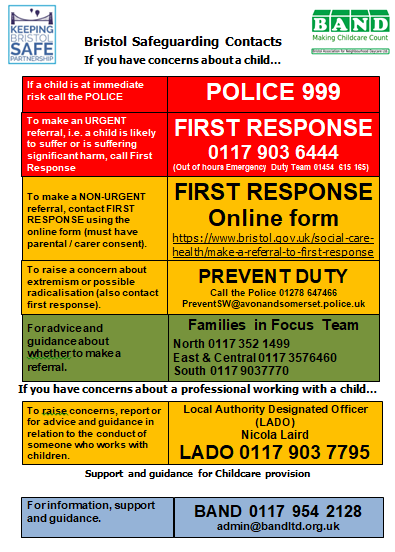 KEEPING
BRISTOL
SAFE
PARTNERSHIP
BAND
Making Childcare Count
Bristol Association for Neighbourhood Daycare Ltd
Bristol Safeguarding Contacts
If you have concerns about a child...
If a child is at immediate
risk call the POLICE
POLICE 999
To make an URGENT
referral, i.e. a child is likely
to suffer or is suffering
significant harm, call First
Response
FIRST RESPONSE
0117 903 6444
(Out of hours Emergency Duty Team 01454 615 165)
To make a NON-URGENT
referral, contact FIRST
RESPONSE using the
online form (must have
parental / carer consent).
FIRST RESPONSE
Online form
https://www.bristol.gov.uk/social-care-
health/make-a-referral-to-first-response
To raise a concern about
extremism or possible
radicalisation (also contact
first response).
PREVENT DUTY
Call the Police 01278 647466
PreventSW@avonandsomerset.police.uk
For advice and
guidance about
whether to make a
referral.
Families in Focus Team
North 0117 352 1499
East & Central 0117 3576460
South 0117 9037770
If you have concerns about a professional working with a child...
To raise concerns, report or
for advice and guidance in
relation to the conduct of
someone who works with
children.
Local Authority Designated Officer
(LADO)
Nicola Laird
LADO 0117 903 7795
Support and guidance for Childcare provision
For information, support
and guidance.
BAND 0117 954 2128
admin@bandltd.org.uk